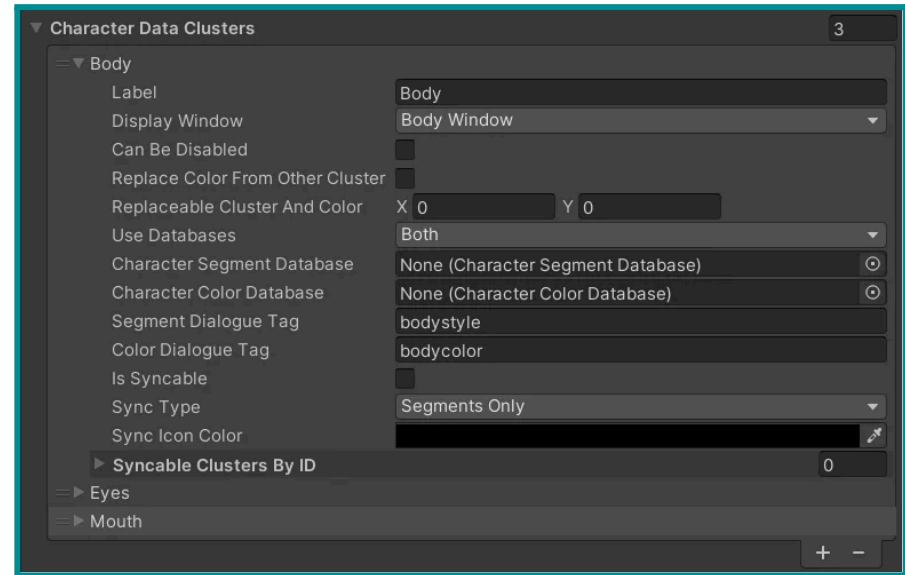 Character Data Clusters 3
Body
Label Body
Display Window Body Window
Can Be Disabled
Replace Color From Other Cluster
Replaceable Cluster And Color X 0 Y 0
Use Databases Both
Character Segment Database None (Character Segment Database)
Character Color Database None (Character Color Database)
Segment Dialogue Tag bodystyle
Color Dialogue Tag bodycolor
Is Syncable
Sync Type Segments Only
Sync Icon Color
Syncable Clusters By ID 0
Eyes
Mouth
+ −